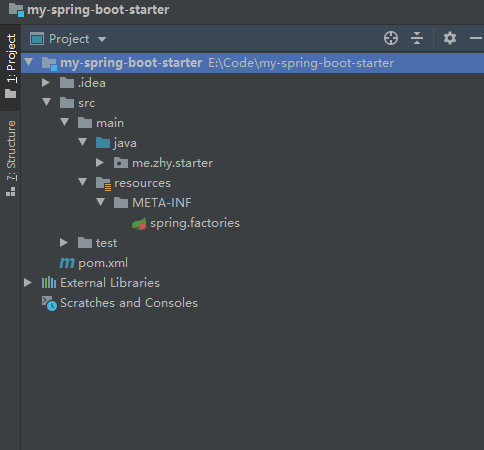 my-spring-boot-starter
Project
my-spring-boot-starter E:\Code\my-spring-boot-starter
.idea
src
main
java
me.zhy.starter
resources
META-INF
spring.factories
test
m pom.xml
External Libraries
Scratches and Consoles
1: Project
7: Structure